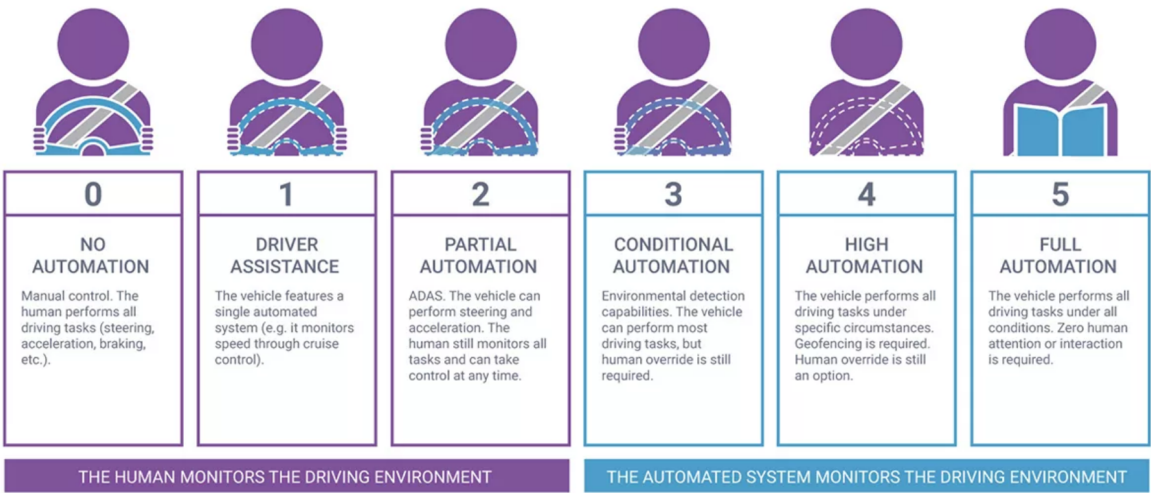 0
NO
AUTOMATION
Manual control. The
human performs all
driving tasks (steering,
acceleration, braking,
etc.).
1
DRIVER
ASSISTANCE
The vehicle features a
single automated
system (e.g. it monitors
speed through cruise
control).
2
PARTIAL
AUTOMATION
ADAS. The vehicle can
perform steering and
acceleration. The
human still monitors all
tasks and can take
control at any time.
3
CONDITIONAL
AUTOMATION
Environmental detection
capabilities. The vehicle
can perform most
driving tasks, but
human override is still
required.
4
HIGH
AUTOMATION
The vehicle performs all
driving tasks under
specific circumstances.
Geofencing is required.
Human override is still
an option.
5
FULL
AUTOMATION
The vehicle performs all
driving tasks under all
conditions. Zero human
attention or interaction
is required.
THE HUMAN MONITORS THE DRIVING ENVIRONMENT
THE AUTOMATED SYSTEM MONITORS THE DRIVING ENVIRONMENT